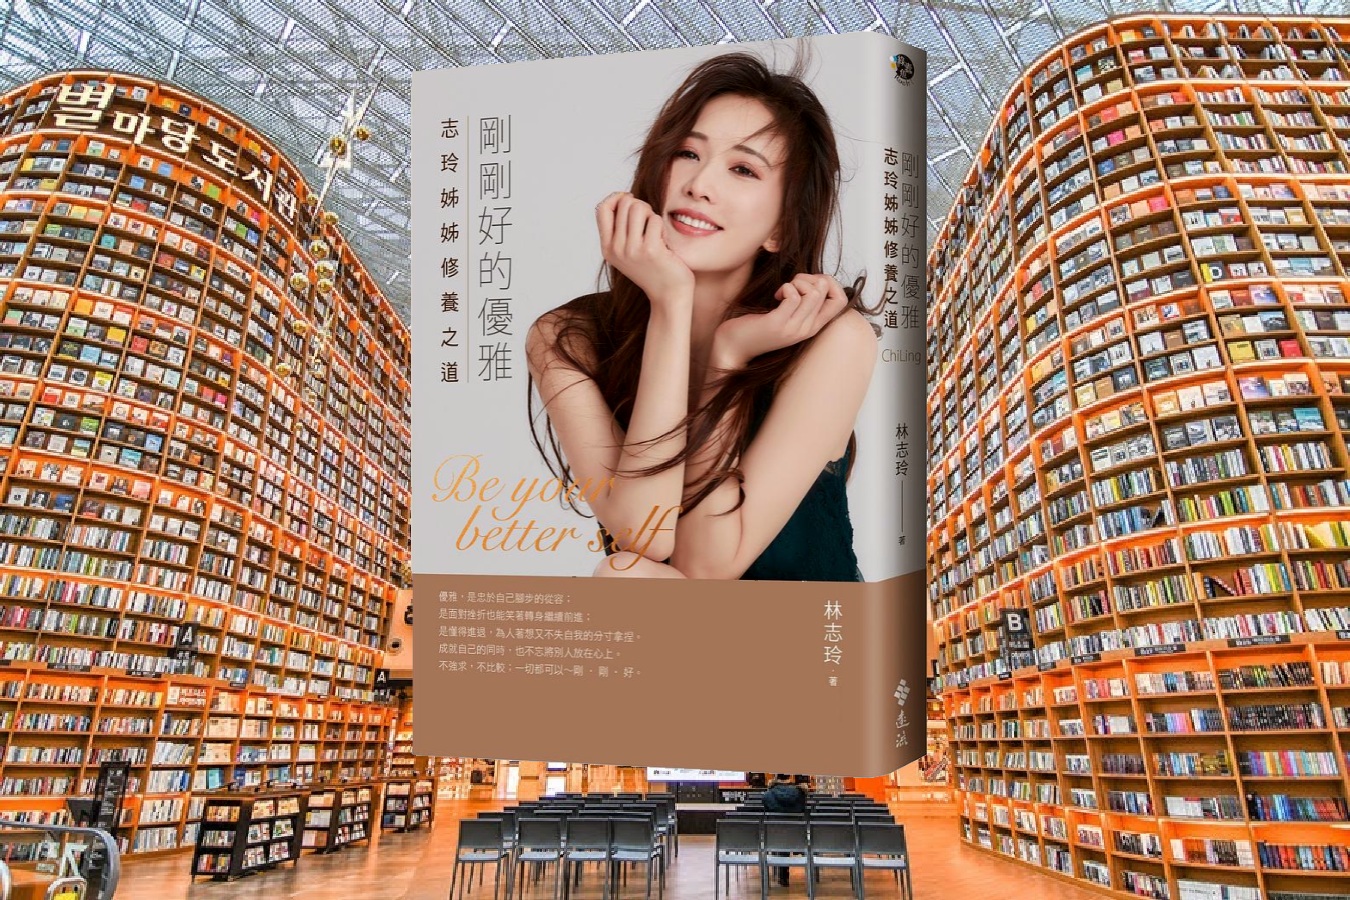 별마당 도서관
剛剛好的優雅
志玲姊姊修養之道
Be your
better self
優雅，是忠於自己腳步的從容；
是面對挫折也能笑著轉身繼續前進；
是懂得進退，為人著想又不失自我的分寸拿捏。
成就自己的同時，也不忘將別人放在心上。
不強求，不比較；一切都可以～剛．剛．好。
林志玲 著
剛剛好的優雅
志玲姊姊修養之道
ChiLing
林志玲 著
遠流
A
A
B